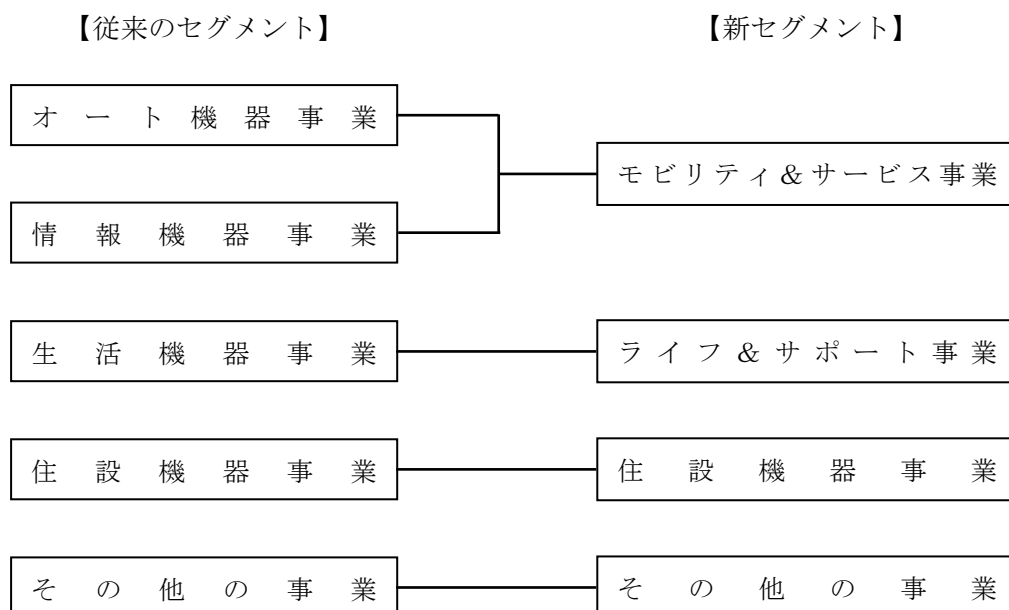 【従来のセグメント】
【新セグメント】
オート機器事業
モビリティ&サービス事業
情報機器事業
生活機器事業
ライフ&サポート事業
住設機器事業
住設機器事業
その他の事業
その他の事業